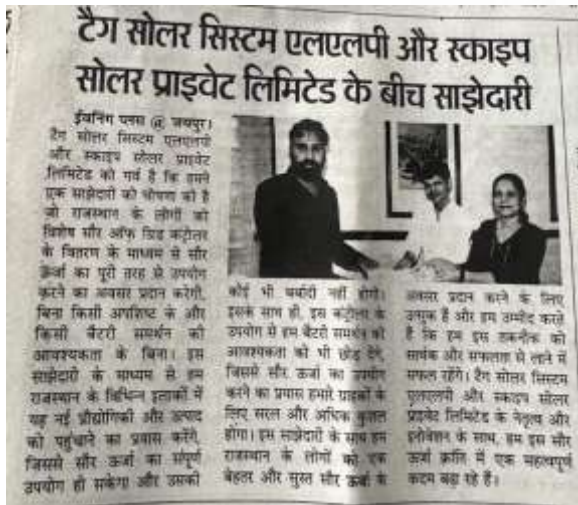 टैग सोलर सिस्टम एलएलपी और स्काइप
सोलर प्राइवेट लिमिटेड के बीच साझेदारी
ईवनिंग प्लस @ जयपुर।
टैग सोलर सिस्टम एलएलपी
और स्काइप सोलर प्राइवेट
लिमिटेड को गर्व है कि हमने
एक साझेदारी की घोषणा की है
जो राजस्थान के लोगों को
विशेष सौर ऑफ ग्रिड कंट्रोलर
के वितरण के माध्यम से सौर
ऊर्जा का पूरी तरह से उपयोग
करने का अवसर प्रदान करेगी,
बिना किसी अपशिष्ट के और
किसी बैटरी समर्थन की
आवश्यकता के बिना। इस
साझेदारी के माध्यम से हम
राजस्थान के विभिन्न इलाकों में
यह नई प्रौद्योगिकी और उत्पाद
को पहुंचाने का प्रयास करेंगे,
जिससे सौर ऊर्जा का संपूर्ण
उपयोग हो सकेगा और उसकी
कोई भी बर्बादी नहीं होगी।
इसके साथ ही, इस कंट्रोलर के
उपयोग से हम बैटरी समर्थन की
आवश्यकता को भी छोड़ देंगे,
जिससे सौर ऊर्जा का उपयोग
करने का प्रयास हमारे ग्राहकों के
लिए सरल और अधिक कुशल
होगा। हम साझेदारी के साथ हम
राजस्थान के लोगों को एक
बेहतर और सुस्त सौर ऊर्जा के
अवसर प्रदान करने के लिए
उत्सुक हैं और हम उम्मीद करते
हैं कि हम इस तकनीक को
सार्थक और सफलता से लाने में
सफल रहेंगे। टैग सोलर सिस्टम
एलएलपी और स्काइप सोलर
प्राइवेट लिमिटेड के नेतृत्व और
इनोवेशन के साथ, हम इस सौर
ऊर्जा क्रांति में एक महत्वपूर्ण
कदम बढ़ा रहे हैं।